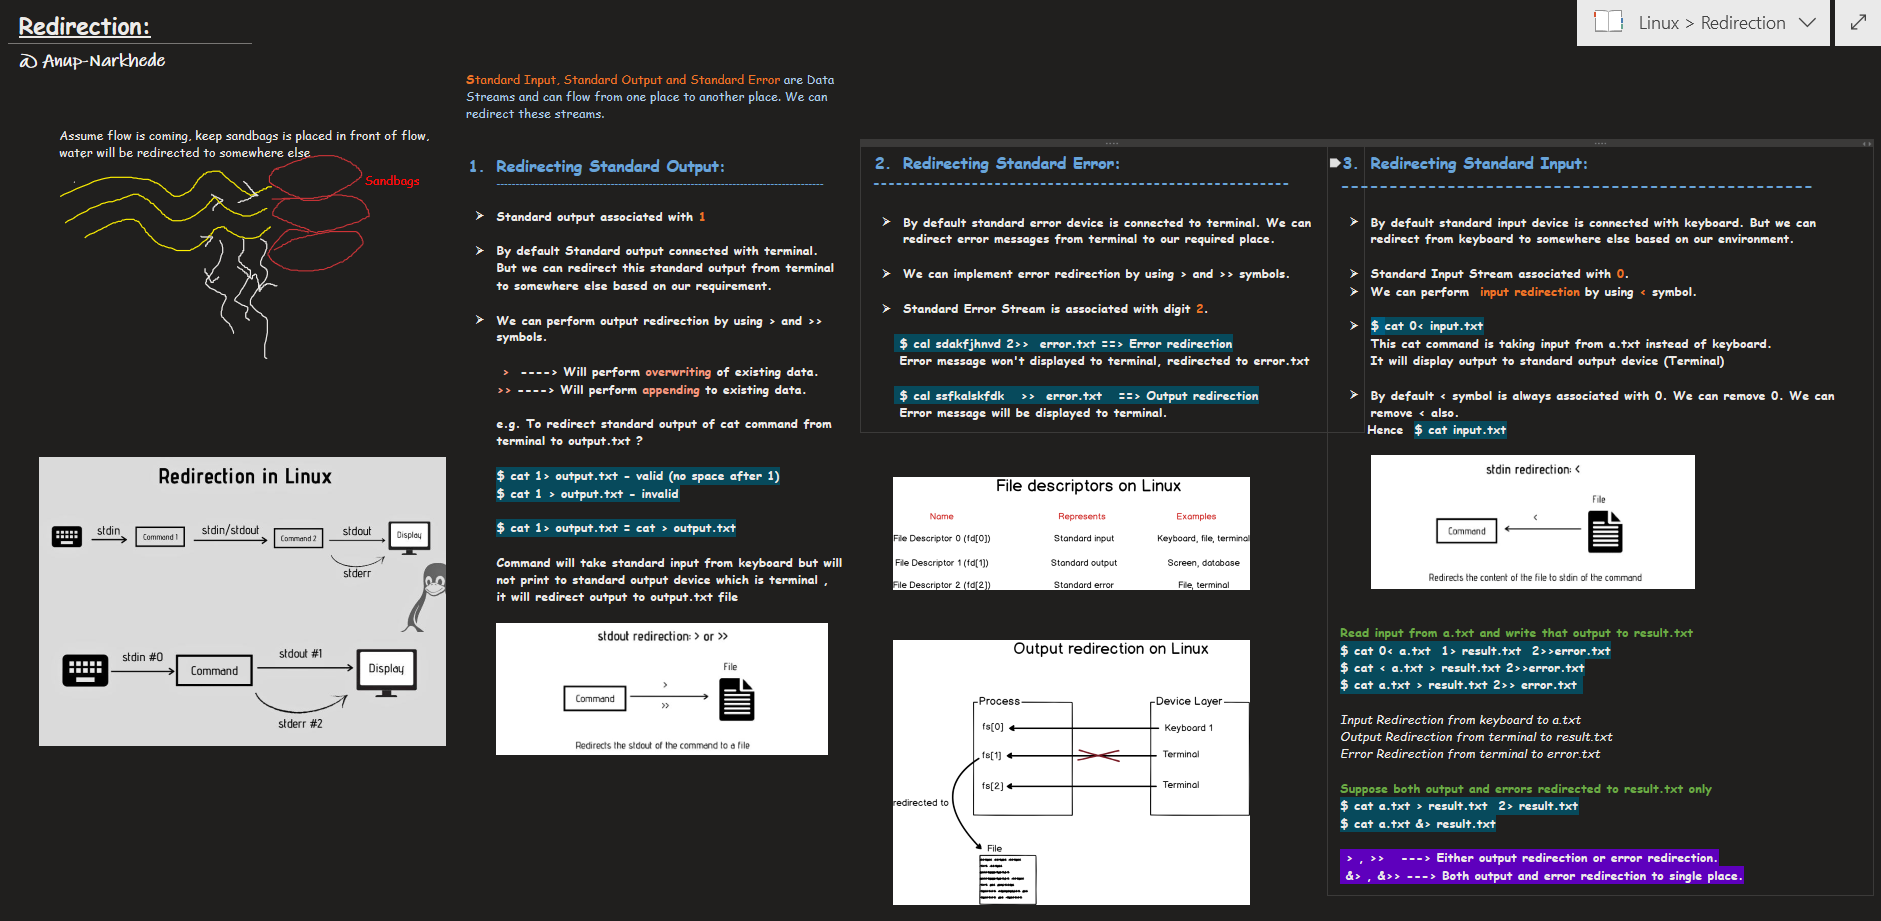 Redirection:
@ Anup-Narkhede
Linux > Redirection
Assume flow is coming, keep sandbags is placed in front of flow,
water will be redirected to somewhere else
Sandbags
Redirection in Linux
stdin
Command 1
stdin/stdout
Command 2
stdout
Display
stderr
stdin #0
Command
stdout #1
Display
stderr #2
Standard Input, Standard Output and Standard Error are Data
Streams and can flow from one place to another place. We can
redirect these streams.
1. Redirecting Standard Output:
➢ Standard output associated with 1
➢ By default Standard output connected with terminal.
But we can redirect this standard output from terminal
to somewhere else based on our requirement.
➢ We can perform output redirection by using > and >>
symbols.
> ----> Will perform overwriting of existing data.
>> ----> Will perform appending to existing data.
e.g. To redirect standard output of cat command from
terminal to output.txt ?
$ cat 1> output.txt - valid (no space after 1)
$ cat 1 > output.txt - invalid
$ cat 1> output.txt = cat > output.txt
Command will take standard input from keyboard but will
not print to standard output device which is terminal ,
it will redirect output to output.txt file
stdout redirection: > or >>
File
Command
>
>>
Redirects the stdout of the command to a file
2. Redirecting Standard Error:
➢ By default standard error device is connected to terminal. We can
redirect error messages from terminal to our required place.
➢ We can implement error redirection by using > and >> symbols.
➢ Standard Error Stream is associated with digit 2.
$ cal sdakfjhnvd 2>> error.txt ==> Error redirection
Error message won't displayed to terminal, redirected to error.txt
$ cal ssfkalskfdk >> error.txt ==> Output redirection
Error message will be displayed to terminal.
File descriptors on Linux
Name Represents Examples
File Descriptor 0 (fd[0]) Standard input Keyboard, file, terminal
File Descriptor 1 (fd[1]) Standard output Screen, database
File Descriptor 2 (fd[2]) Standard error File, terminal
Output redirection on Linux
Process
Device Layer
fs[0]
Keyboard 1
fs[1]
Terminal
fs[2]
Terminal
redirected to
File
3. Redirecting Standard Input:
➢ By default standard input device is connected with keyboard. But we can
redirect from keyboard to somewhere else based on our environment.
➢ Standard Input Stream associated with 0.
➢ We can perform input redirection by using < symbol.
➢ $ cat 0< input.txt
This cat command is taking input from a.txt instead of keyboard.
It will display output to standard output device (Terminal)
➢ By default < symbol is always associated with 0. We can remove 0. We can
remove < also.
Hence $ cat input.txt
stdin redirection: <
File
Command
<
Redirects the content of the file to stdin of the command
Read input from a.txt and write that output to result.txt
$ cat 0< a.txt 1> result.txt 2>>error.txt
$ cat < a.txt > result.txt 2>>error.txt
$ cat a.txt > result.txt 2>> error.txt
Input Redirection from keyboard to a.txt
Output Redirection from terminal to result.txt
Error Redirection from terminal to error.txt
Suppose both output and errors redirected to result.txt only
$ cat a.txt > result.txt 2> result.txt
$ cat a.txt &> result.txt
> , >> ---> Either output redirection or error redirection.
&> , &>> ---> Both output and error redirection to single place.